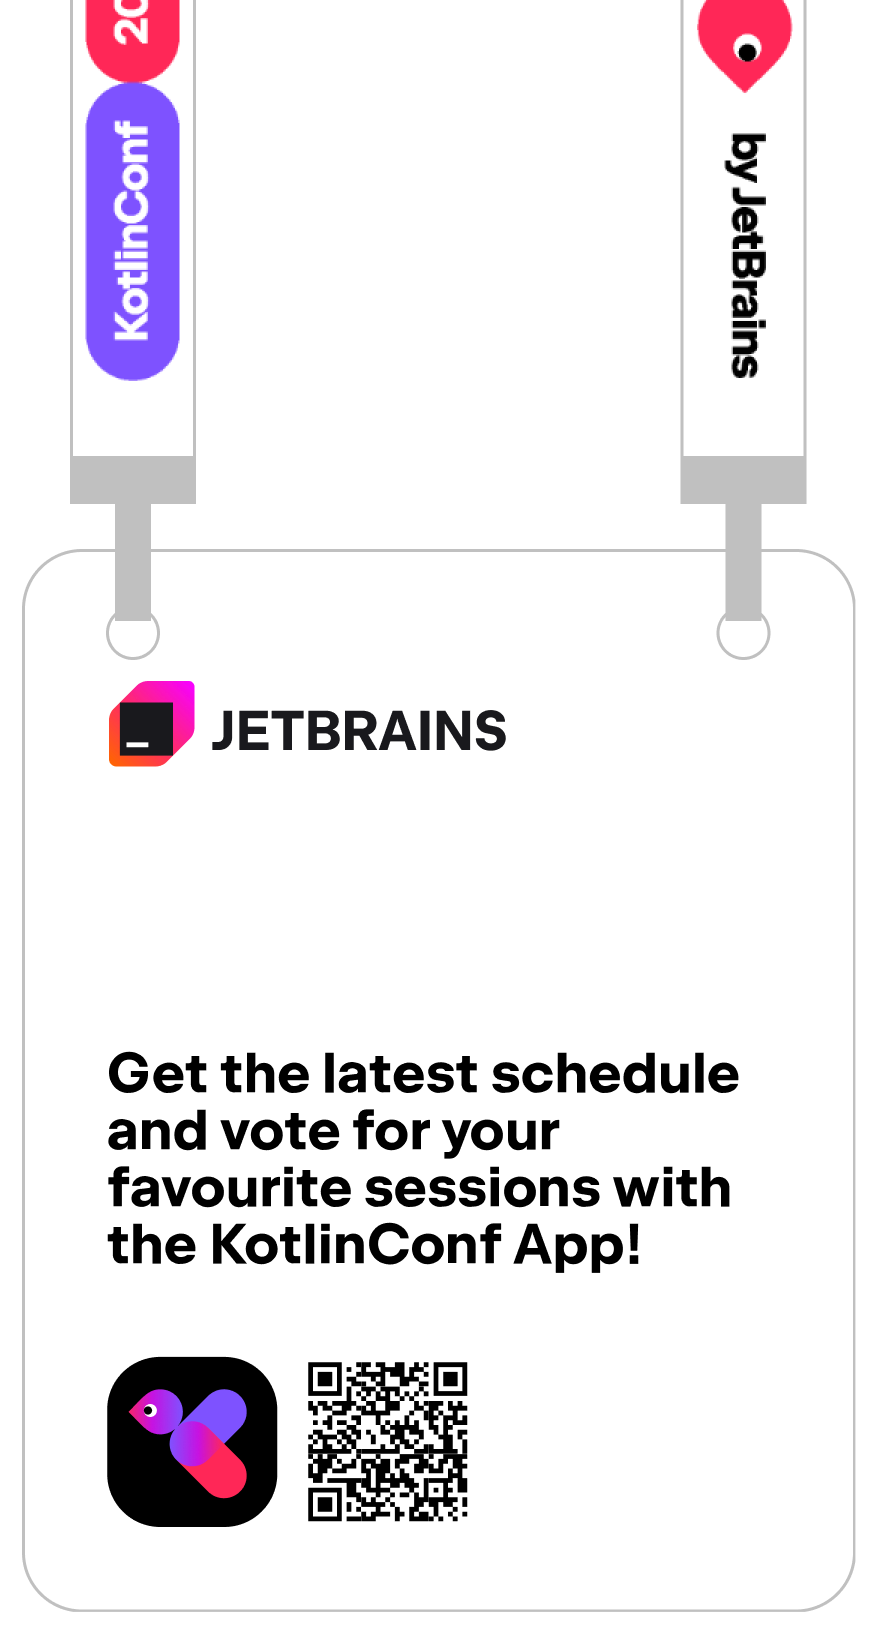 20
KotlinConf
by JetBrains
JETBRAINS
Get the latest schedule
and vote for your
favourite sessions with
the KotlinConf App!